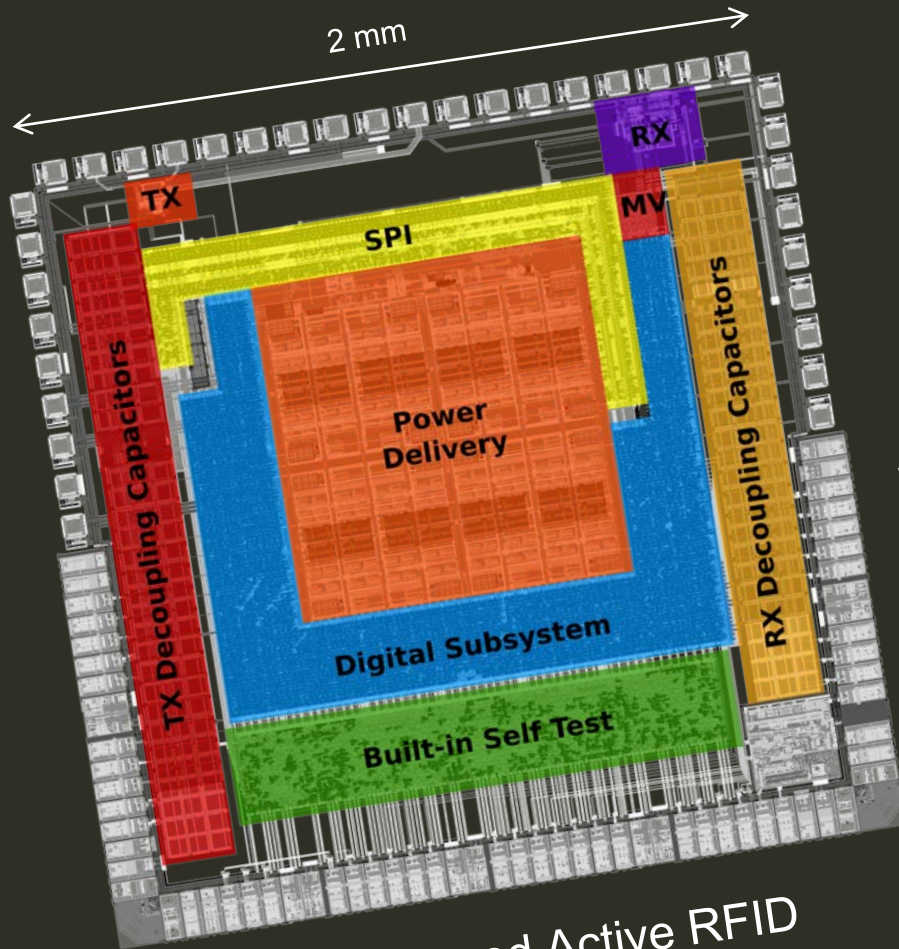 2 mm
RX
TX
MV
SPI
TX Decoupling Capacitors
RX Decoupling Capacitors
Power
Delivery
Digital Subsystem
Built-in Self Test
Active RFID